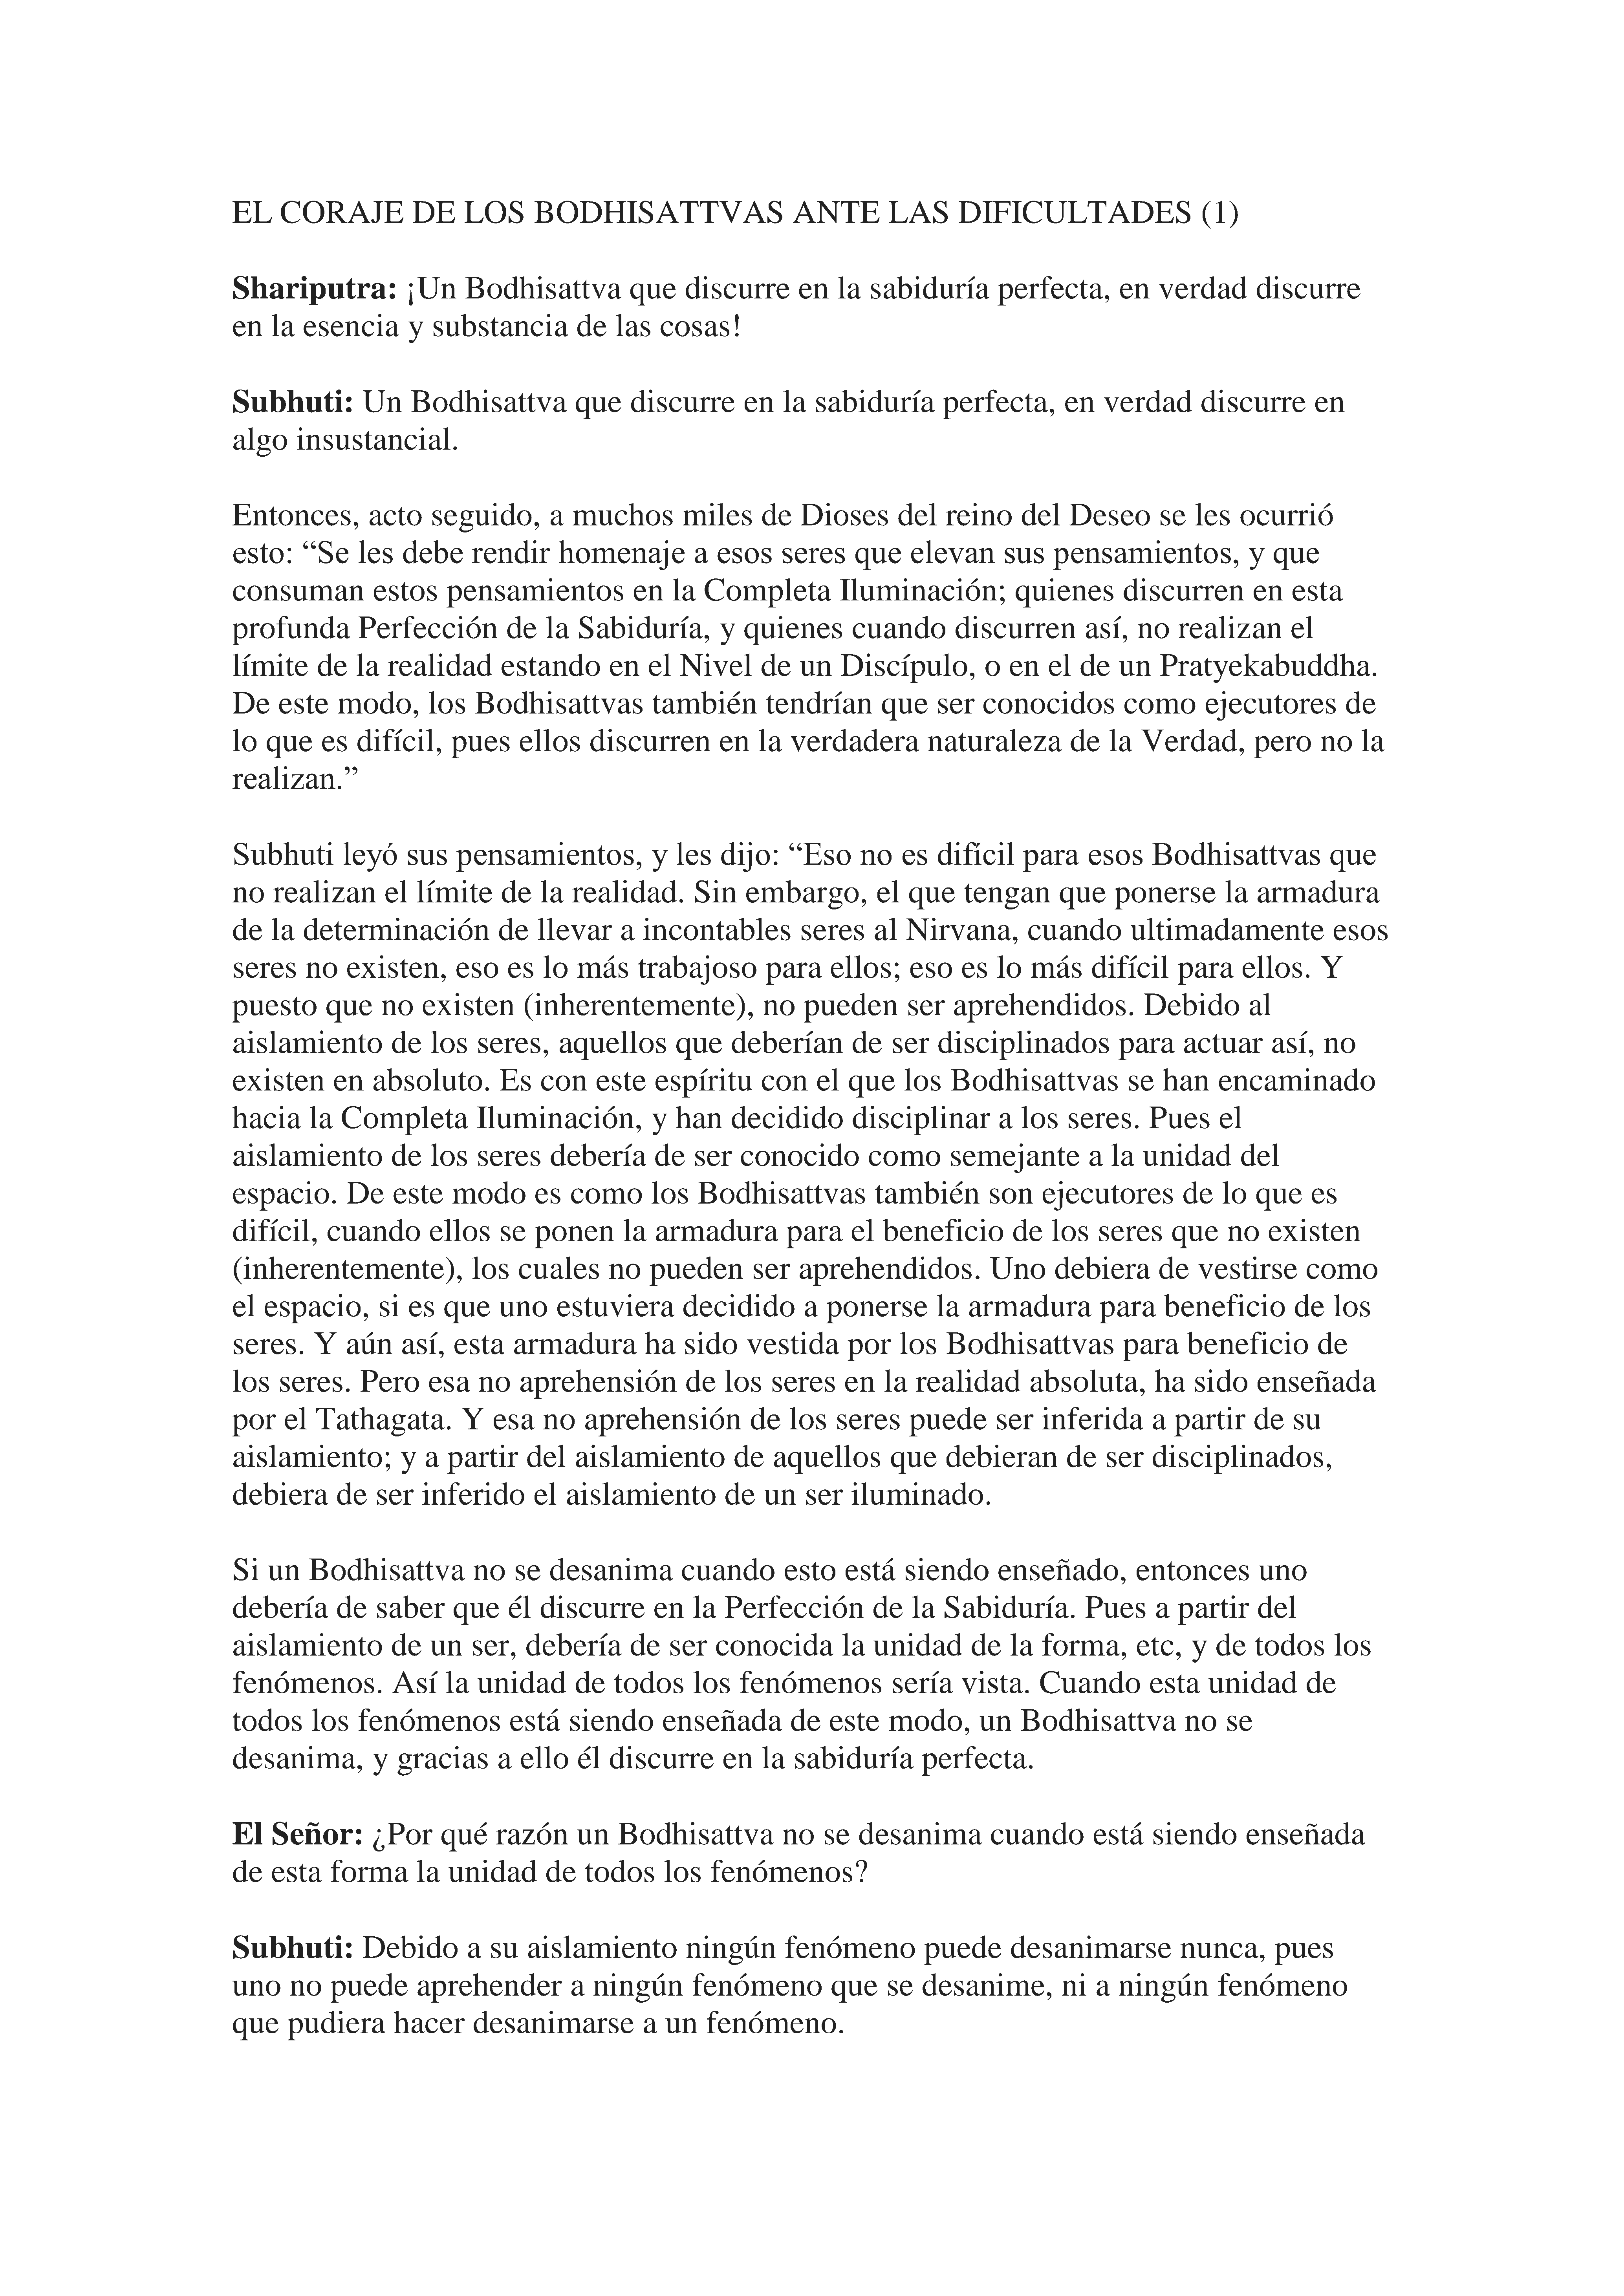 EL CORAJE DE LOS BODHISATTVAS ANTE LAS DIFICULTADES (1)
Shariputra: ¡Un Bodhisattva que discurre en la sabiduría perfecta, en verdad discurre
en la esencia y substancia de las cosas!
Subhuti: Un Bodhisattva que discurre en la sabiduría perfecta, en verdad discurre en
algo insustancial.
Entonces, acto seguido, a muchos miles de Dioses del reino del Deseo se les ocurrió
esto: “Se les debe rendir homenaje a esos seres que elevan sus pensamientos, y que
consuman estos pensamientos en la Completa Iluminación; quienes discurren en esta
profunda Perfección de la Sabiduría, y quienes cuando discurren así, no realizan el
límite de la realidad estando en el Nivel de un Discípulo, o en el de un Pratyekabuddha.
De este modo, los Bodhisattvas también tendrían que ser conocidos como ejecutores de
lo que es difícil, pues ellos discurren en la verdadera naturaleza de la Verdad, pero no la
realizan.”
Subhuti leyó sus pensamientos, y les dijo: “Eso no es difícil para esos Bodhisattvas que
no realizan el límite de la realidad. Sin embargo, el que tengan que ponerse la armadura
de la determinación de llevar a incontables seres al Nirvana, cuando ultimadamente esos
seres no existen, eso es lo más trabajoso para ellos; eso es lo más difícil para ellos. Y
puesto que no existen (inherentemente), no pueden ser aprehendidos. Debido al
aislamiento de los seres, aquellos que deberían de ser disciplinados para actuar así, no
existen en absoluto. Es con este espíritu con el que los Bodhisattvas se han encaminado
hacia la Completa Iluminación, y han decidido disciplinar a los seres. Pues el
aislamiento de los seres debería de ser conocido como semejante a la unidad del
espacio. De este modo es como los Bodhisattvas también son ejecutores de lo que es
difícil, cuando ellos se ponen la armadura para el beneficio de los seres que no existen
(inherentemente), los cuales no pueden ser aprehendidos. Uno debiera de vestirse como
el espacio, si es que uno estuviera decidido a ponerse la armadura para beneficio de los
seres. Y aún así, esta armadura ha sido vestida por los Bodhisattvas para beneficio de
los seres. Pero esa no aprehensión de los seres en la realidad absoluta, ha sido enseñada
por el Tathagata. Y esa no aprehensión de los seres puede ser inferida a partir de su
aislamiento; y a partir del aislamiento de aquellos que debieran de ser disciplinados,
debiera de ser inferido el aislamiento de un ser iluminado.
Si un Bodhisattva no se desanima cuando esto está siendo enseñado, entonces uno
debería de saber que él discurre en la Perfección de la Sabiduría. Pues a partir del
aislamiento de un ser, debería de ser conocida la unidad de la forma, etc, y de todos los
fenómenos. Así la unidad de todos los fenómenos sería vista. Cuando esta unidad de
todos los fenómenos está siendo enseñada de este modo, un Bodhisattva no se
desanima, y gracias a ello él discurre en la sabiduría perfecta.
El Señor: ¿Por qué razón un Bodhisattva no se desanima cuando está siendo enseñada
de esta forma la unidad de todos los fenómenos?
Subhuti: Debido a su aislamiento ningún fenómeno puede desanimarse nunca, pues
uno no puede aprehender a ningún fenómeno que se desanime, ni a ningún fenómeno
que pudiera hacer desanimarse a un fenómeno.